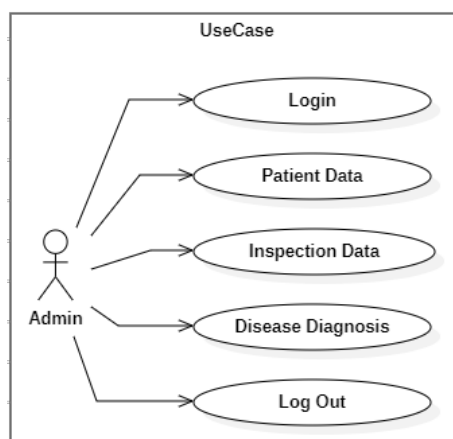 UseCase
Login
Patient Data
Inspection Data
Admin
Disease Diagnosis
Log Out